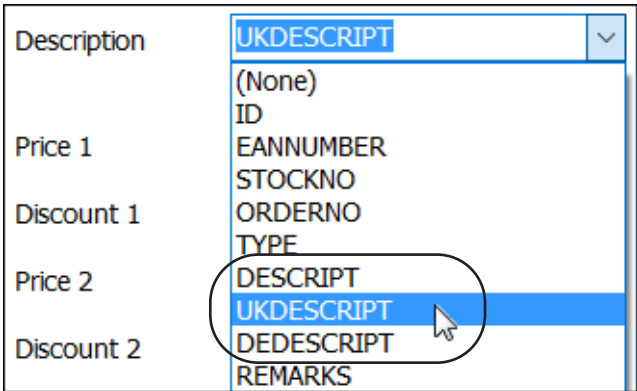 Description UKDESCRIPT
(None)
ID
Price 1 EANNUMBER
STOCKNO
Discount 1 ORDERNO
TYPE
Price 2 DESCRIPT
UKDESCRIPT
Discount 2 DEDESCRIPT
REMARKS